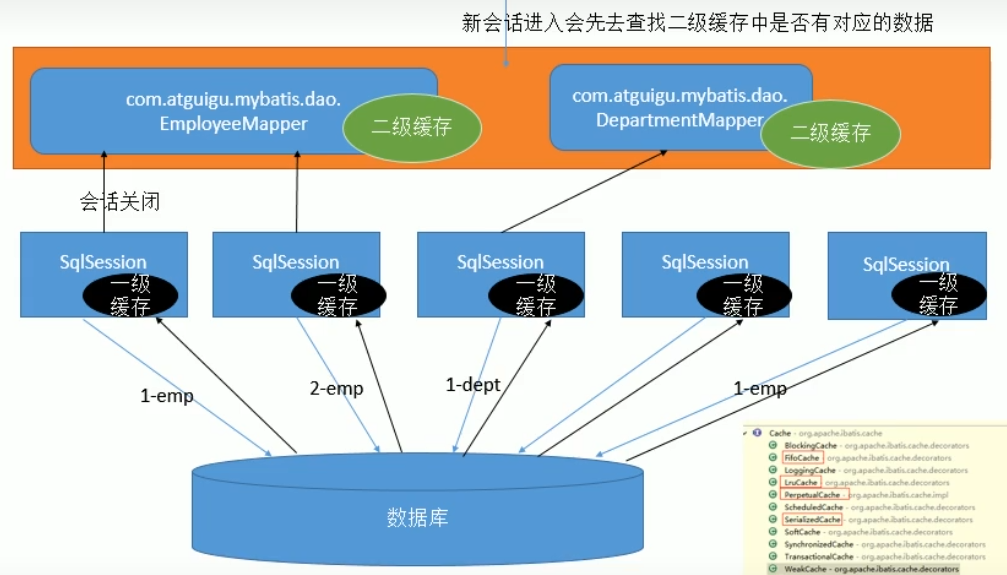 新会话进入会先去查找二级缓存中是否有对应的数据
com.atguigu.mybatis.dao.
EmployeeMapper
二级缓存
com.atguigu.mybatis.dao.
DepartmentMapper
二级缓存
会话关闭
SqlSession
一级
缓存
SqlSession
一级
缓存
SqlSession
一级
缓存
SqlSession
一级
缓存
SqlSession
一级
缓存
1-emp
2-emp
1-dept
1-emp
数据库
Cache - org.apache.ibatis.cache
BlockingCache - org.apache.ibatis.cache.decorators
FifoCache - org.apache.ibatis.cache.decorators
LoggingCache - org.apache.ibatis.cache.decorators
LruCache - org.apache.ibatis.cache.decorators
PerpetualCache - org.apache.ibatis.cache.impl
ScheduledCache - org.apache.ibatis.cache.decorators
SerializedCache - org.apache.ibatis.cache.decorators
SoftCache - org.apache.ibatis.cache.decorators
SynchronizedCache - org.apache.ibatis.cache.decorators
TransactionalCache - org.apache.ibatis.cache.decorators
WeakCache - org.apache.ibatis.cache.decorators